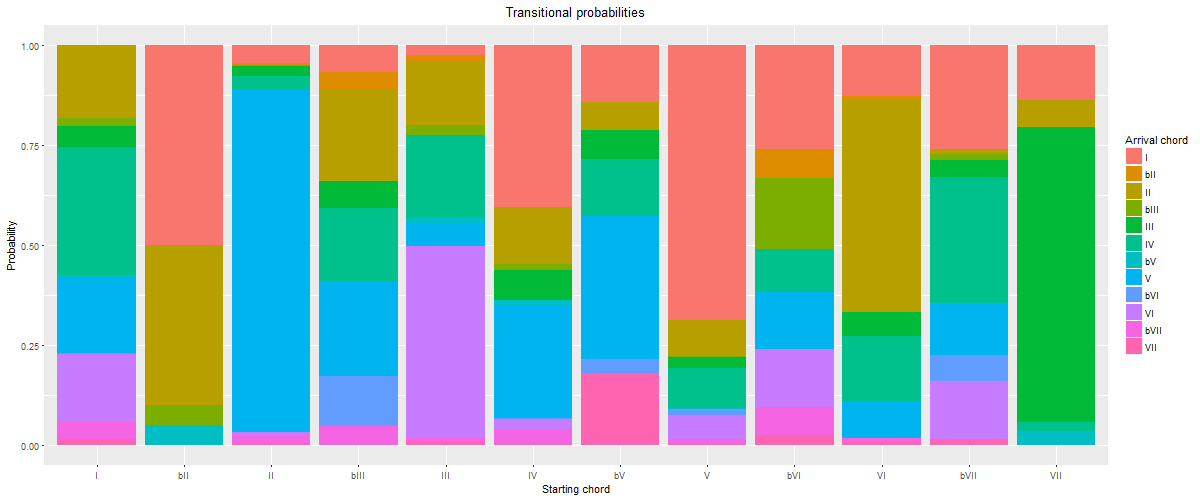 Transitional probabilities
1.00
0.75
0.50
0.25
0.00
Probability
I bII II bIII III IV bV V bVI VI bVII VII
Starting chord
Arrival chord
I
bII
II
bIII
III
IV
bV
V
bVI
VI
bVII
VII